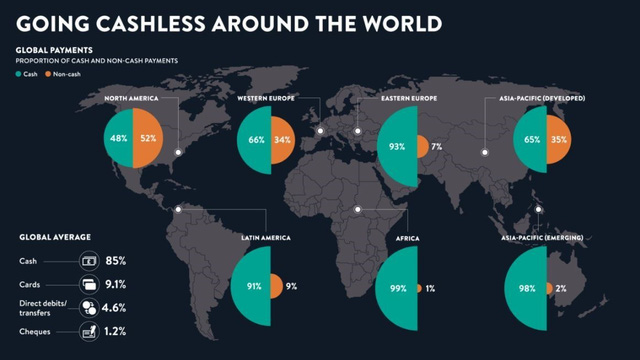 GOING CASHLESS AROUND THE WORLD
GLOBAL PAYMENTS
PROPORTION OF CASH AND NON-CASH PAYMENTS
Cash Non-cash
NORTH AMERICA
48% 52%
WESTERN EUROPE
66% 34%
EASTERN EUROPE
93% 7%
ASIA-PACIFIC (DEVELOPED)
65% 35%
LATIN AMERICA
91% 9%
AFRICA
99% 1%
ASIA-PACIFIC (EMERGING)
98% 2%
GLOBAL AVERAGE
Cash 85%
Cards 9.1%
Direct debits/
transfers 4.6%
Cheques 1.2%